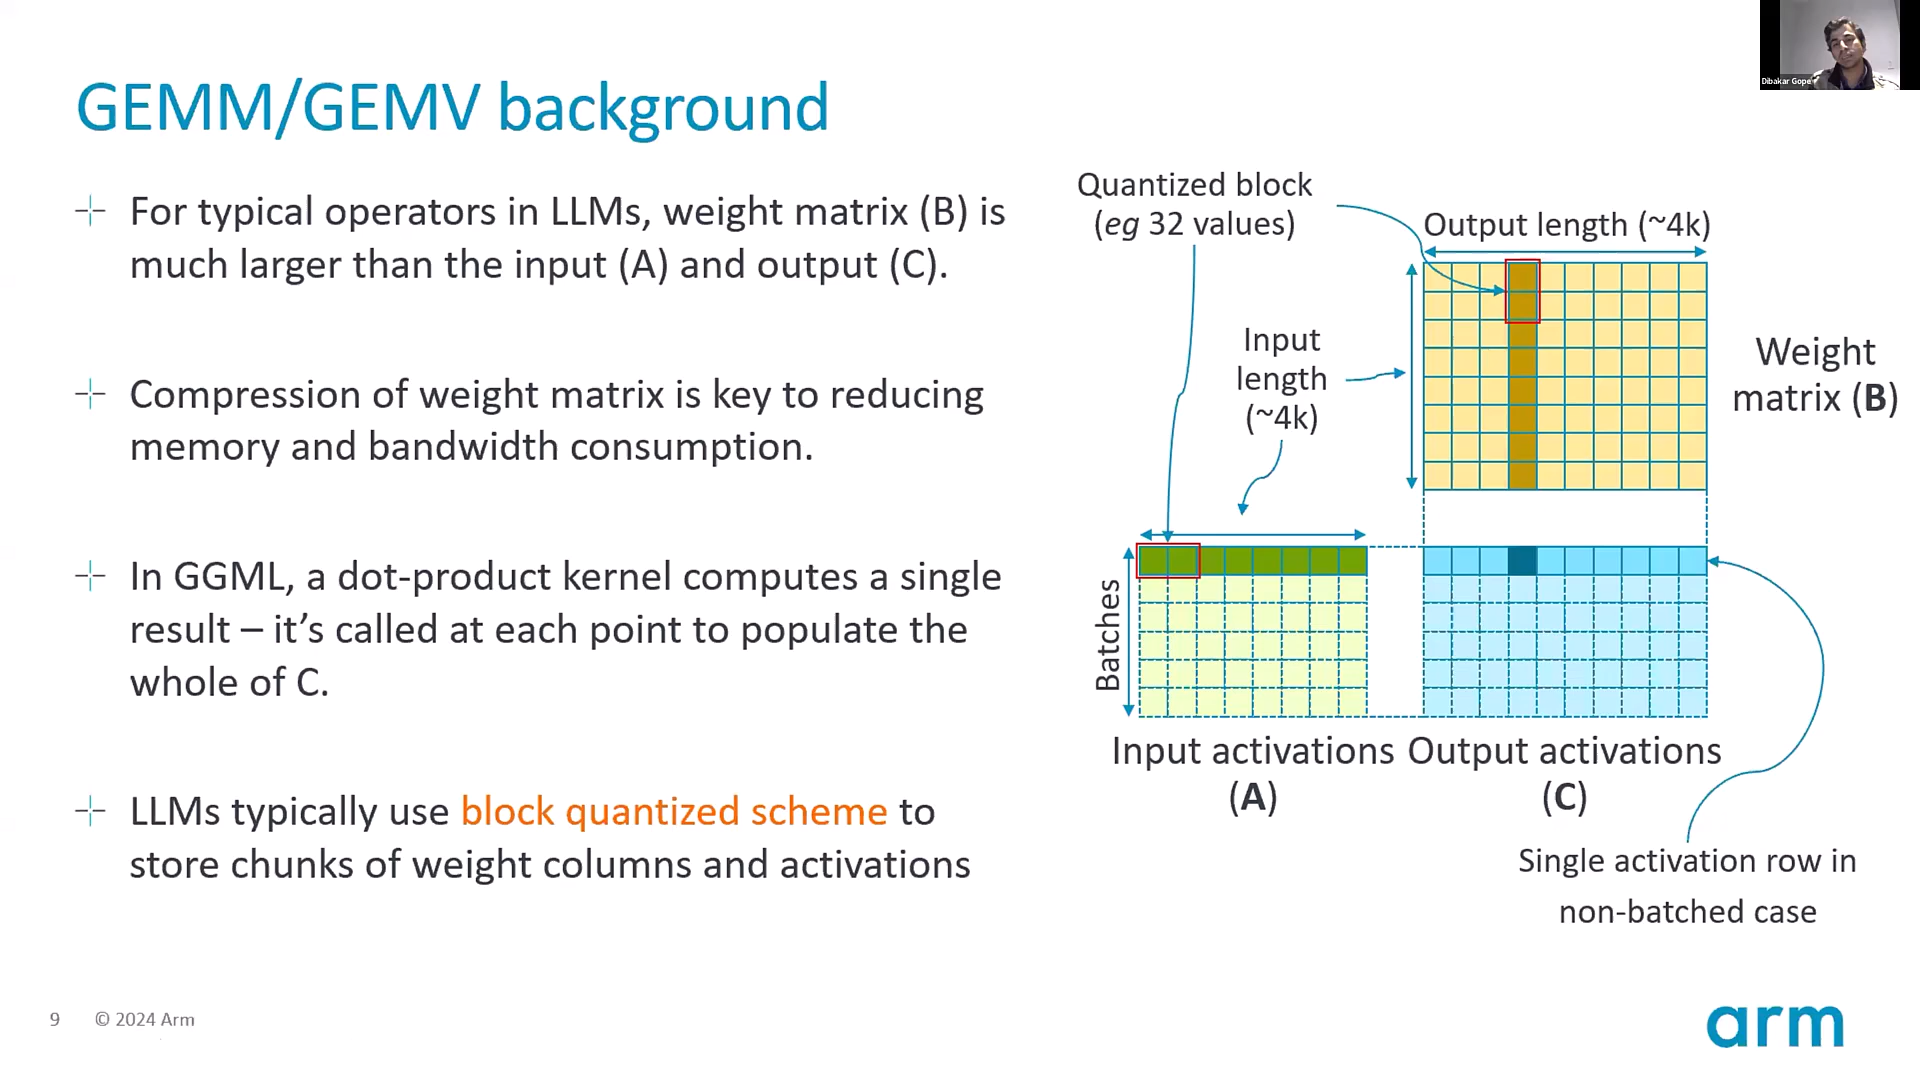 Dibakar Gope
GEMM/GEMV background
For typical operators in LLMs, weight matrix (B) is
much larger than the input (A) and output (C).
Compression of weight matrix is key to reducing
memory and bandwidth consumption.
In GGML, a dot-product kernel computes a single
result – it’s called at each point to populate the
whole of C.
LLMs typically use block quantized scheme to
store chunks of weight columns and activations
Quantized block
(eg 32 values)
Output length (~4k)
Input
length
(~4k)
Weight
matrix (B)
Batches
Input activations
(A)
Output activations
(C)
Single activation row in
non-batched case
9
© 2024 Arm
arm